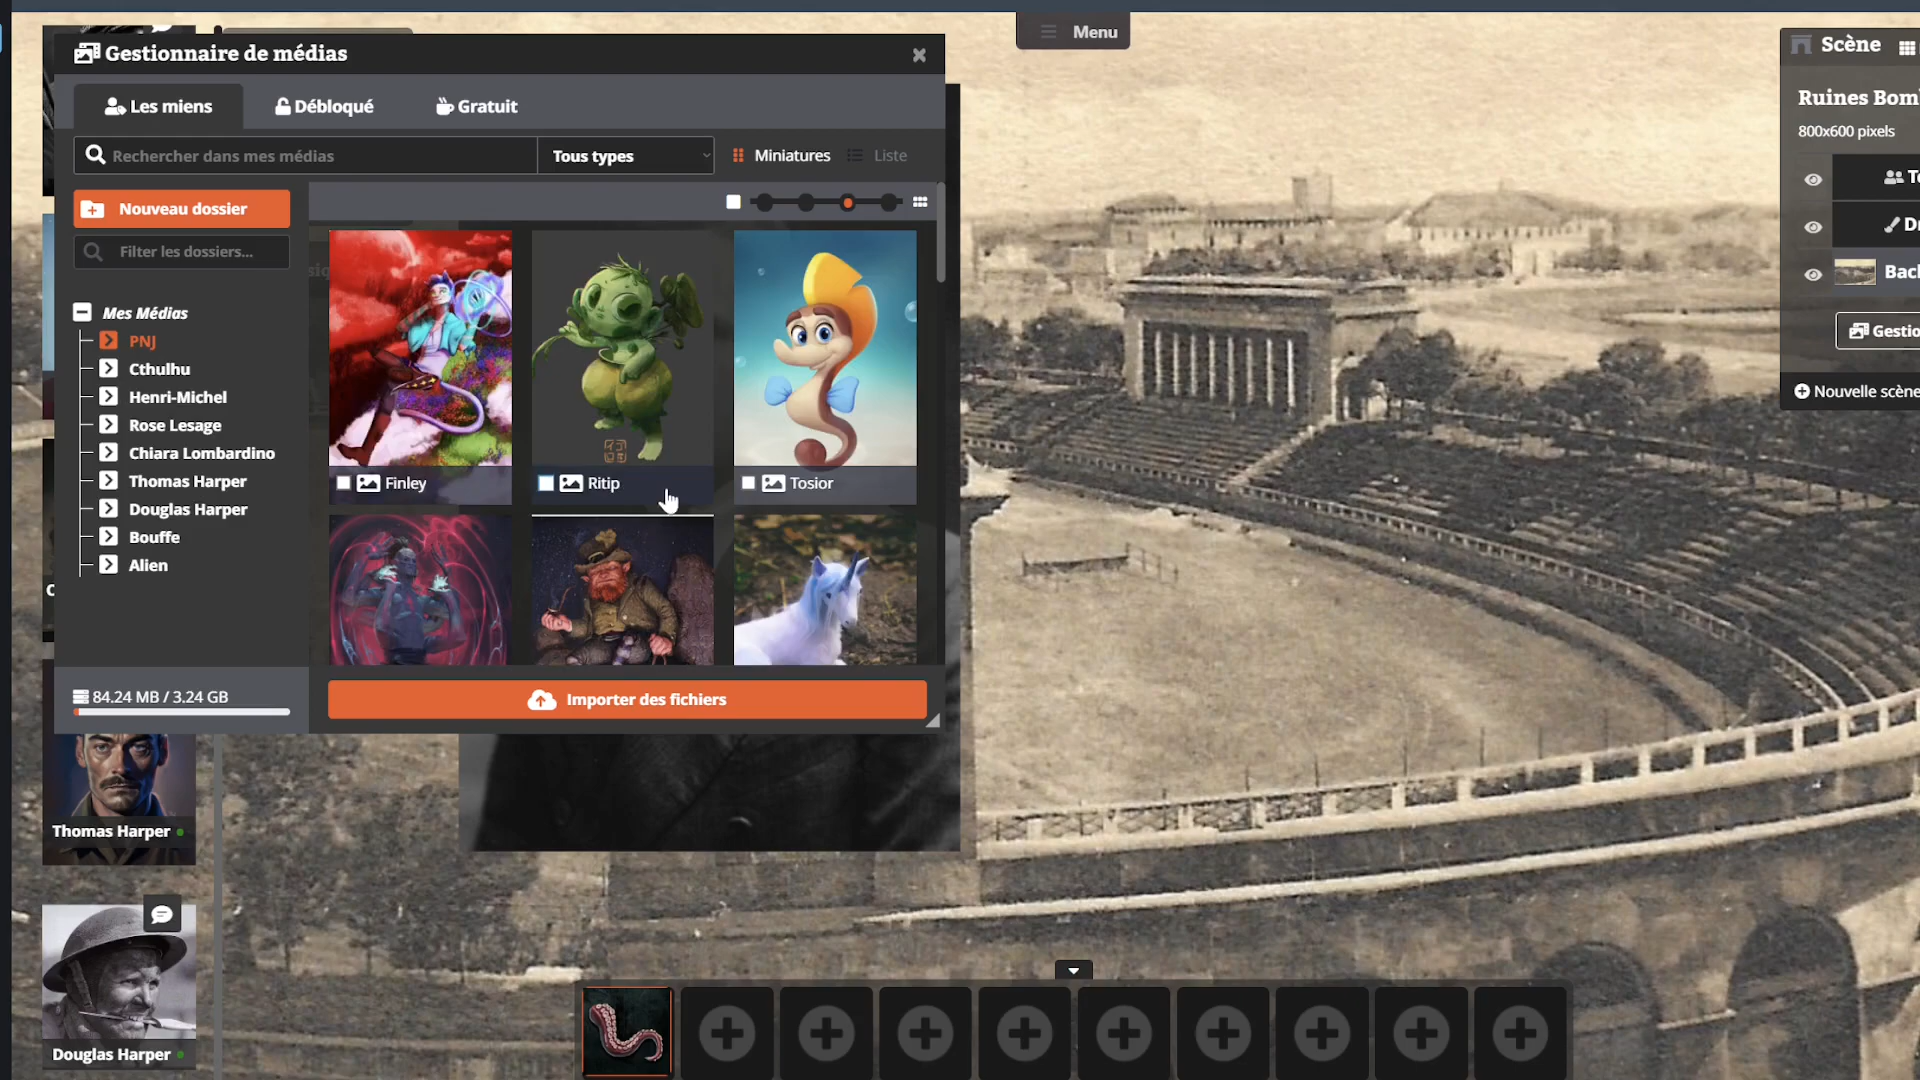 Gestionnaire de médias
Menu
Scène
Les miens
Débloqué
Gratuit
Rechercher dans mes médias
Tous types
Miniatures
Liste
Nouveau dossier
Filtrer les dossiers...
Mes Médias
PNJ
Cthulhu
Henri-Michel
Rose Lesage
Chiara Lombardino
Thomas Harper
Douglas Harper
Bouffe
Alien
Finley
Ritip
Tosior
84.24 MB / 3.24 GB
Importer des fichiers
Ruines Bom
800x600 pixels
Bac
Gestio
Nouvelle scène
Thomas Harper
Douglas Harper